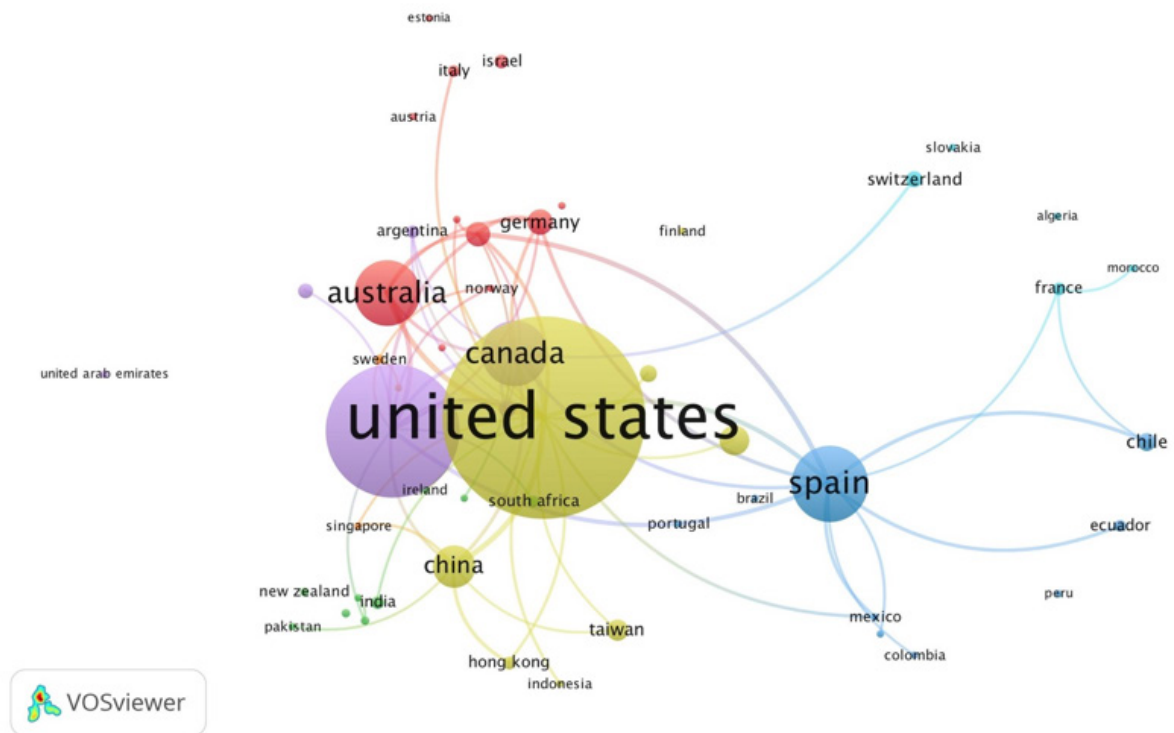 estonia
israel
italy
austria
slovakia
switzerland
algeria
germany
argentina
finland
morocco
france
australia
norway
canada
sweden
united arab emirates
united states
chile
spain
ireland
south africa
brazil
portugal
singapore
ecuador
china
new zealand
india
peru
mexico
pakistan
taiwan
colombia
hong kong
indonesia
VOSviewer